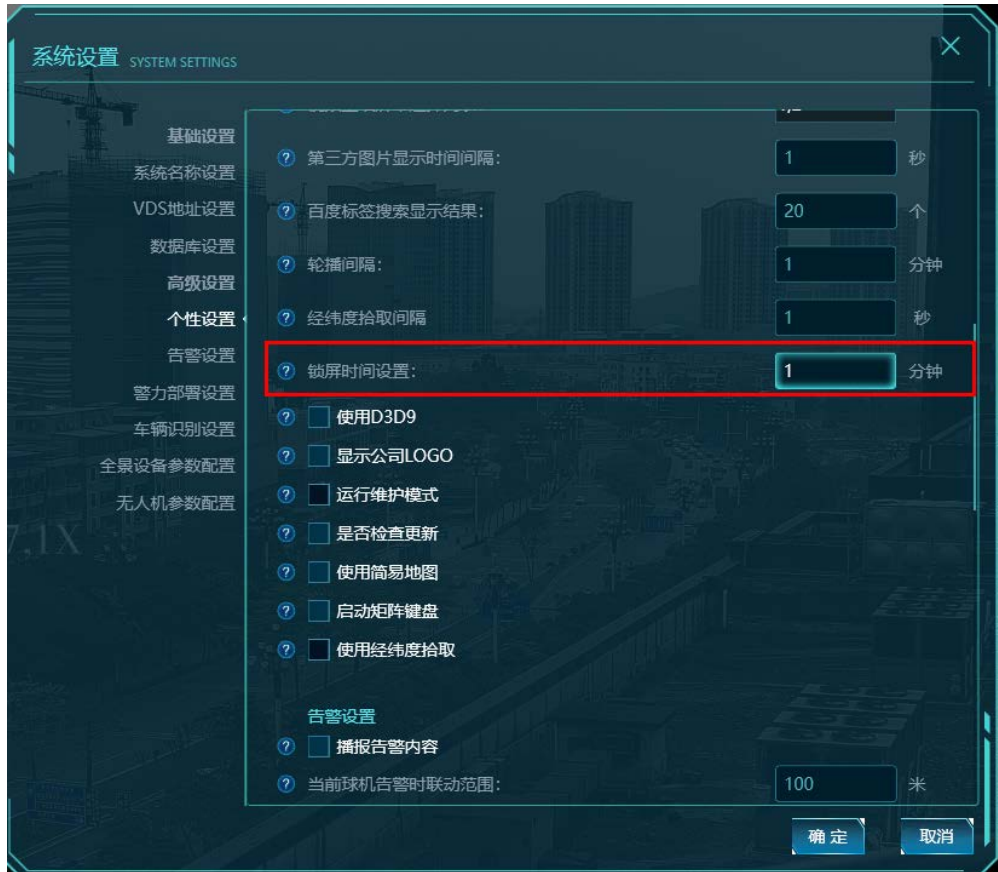 系统设置 SYSTEM SETTINGS
基础设置
系统名称设置
VDS地址设置
数据库设置
高级设置
个性设置
告警设置
警力部署设置
车辆识别设置
全景设备参数配置
无人机参数配置
7,1X
第三方图片显示时间间隔: 1 秒
百度标签搜索显示结果: 20 个
轮播间隔: 1 分钟
经纬度拾取间隔 1 秒
锁屏时间设置: 1 分钟
使用D3D9
显示公司LOGO
运行维护模式
是否检查更新
使用简易地图
启动矩阵键盘
使用经纬度拾取
告警设置
播报告警内容
当前球机告警时联动范围: 100 米
确定 取消